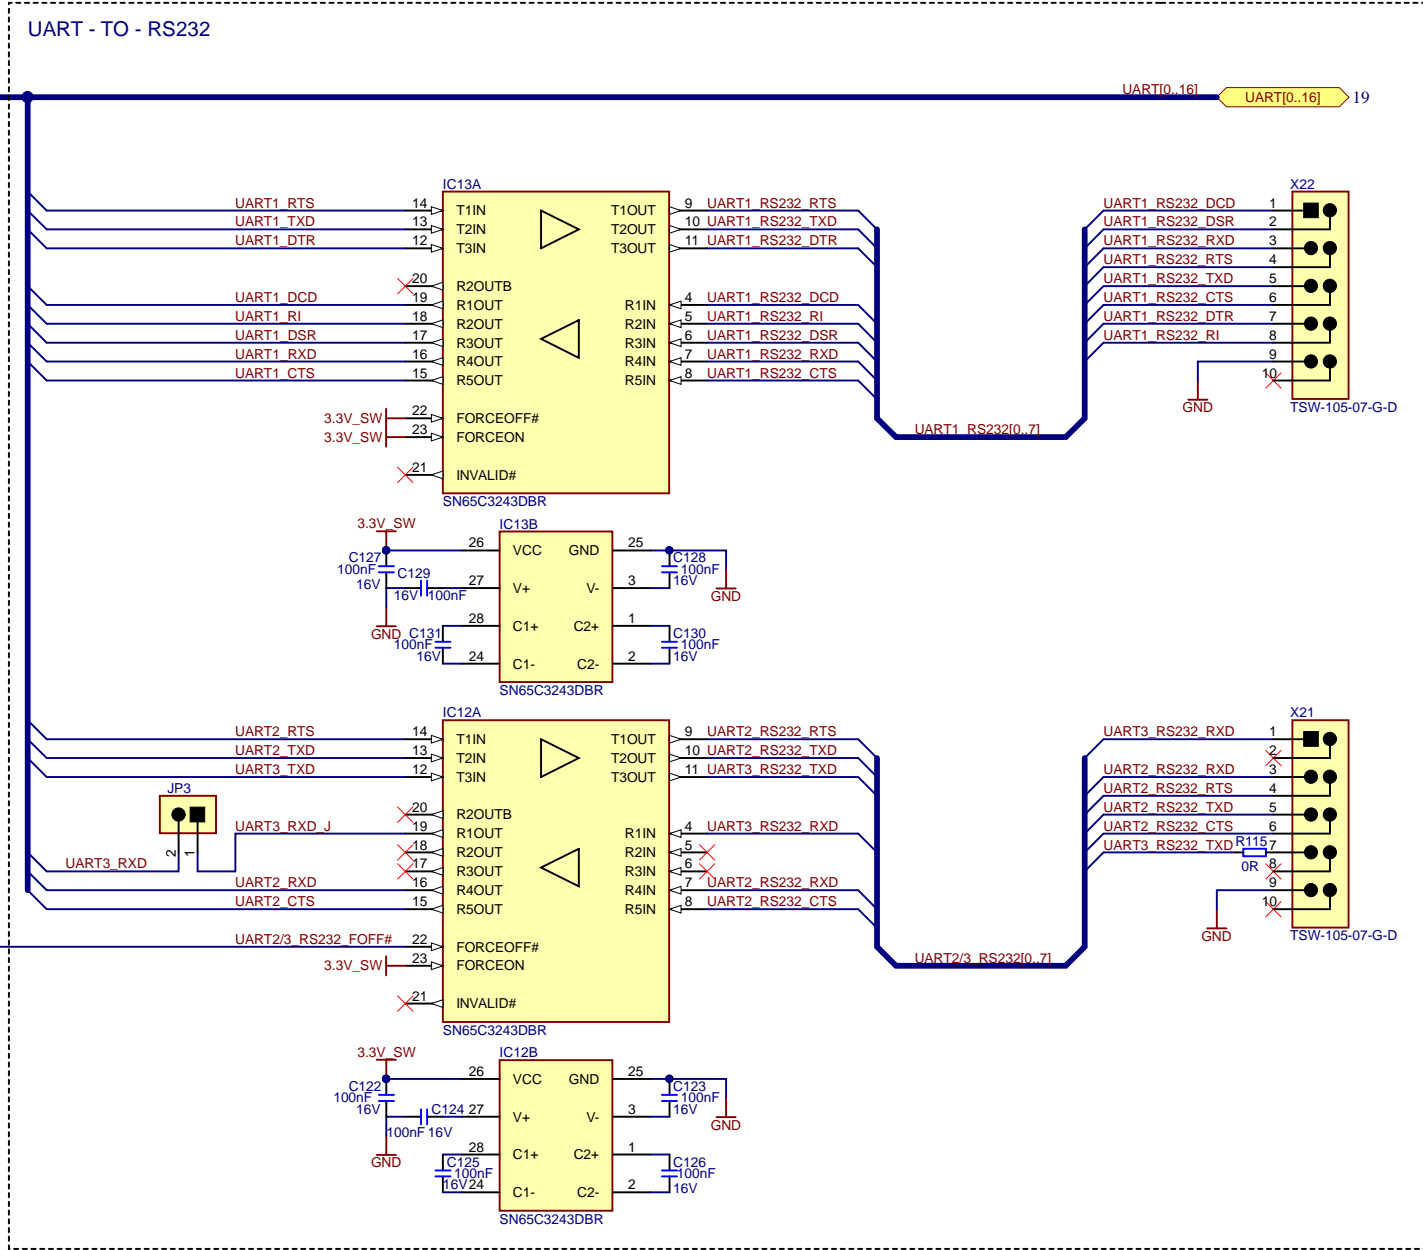 UART - TO - RS232
UART[0..16]
UART[0..16]
19
IC13A
UART1_RTS 14 T1IN T1OUT 9 UART1_RS232_RTS
UART1_TXD 13 T2IN T2OUT 10 UART1_RS232_TXD
UART1_DTR 12 T3IN T3OUT 11 UART1_RS232_DTR
20 R2OUTB
UART1_DCD 19 R1OUT R1IN 4 UART1_RS232_DCD
UART1_RI 18 R2OUT R2IN 5 UART1_RS232_RI
UART1_DSR 17 R3OUT R3IN 6 UART1_RS232_DSR
UART1_RXD 16 R4OUT R4IN 7 UART1_RS232_RXD
UART1_CTS 15 R5OUT R5IN 8 UART1_RS232_CTS
3.3V_SW 22 FORCEOFF#
3.3V_SW 23 FORCEON
21 INVALID#
SN65C3243DBR
UART1_RS232[0..7]
X22
UART1_RS232_DCD 1
UART1_RS232_DSR 2
UART1_RS232_RXD 3
UART1_RS232_RTS 4
UART1_RS232_TXD 5
UART1_RS232_CTS 6
UART1_RS232_DTR 7
UART1_RS232_RI 8
9
10
GND
TSW-105-07-G-D
IC13B
3.3V_SW
26 VCC GND 25
C127
100nF
16V
C129
16V 100nF
27 V+ V- 3
C128
100nF
16V
GND
GND
28 C1+ C2+ 1
C131
100nF
16V
C130
100nF
16V
24 C1- C2- 2
SN65C3243DBR
IC12A
UART2_RTS 14 T1IN T1OUT 9 UART2_RS232_RTS
UART2_TXD 13 T2IN T2OUT 10 UART2_RS232_TXD
UART3_TXD 12 T3IN T3OUT 11 UART3_RS232_TXD
JP3
2
1
20 R2OUTB
UART3_RXD_J 19 R1OUT R1IN 4 UART3_RS232_RXD
18 R2OUT R2IN 5
UART3_RXD
17 R3OUT R3IN 6
UART2_RXD 16 R4OUT R4IN 7 UART2_RS232_RXD
UART2_CTS 15 R5OUT R5IN 8 UART2_RS232_CTS
UART2/3_RS232_FOFF# 22 FORCEOFF#
3.3V_SW 23 FORCEON
21 INVALID#
SN65C3243DBR
UART2/3_RS232[0..7]
X21
UART3_RS232_RXD 1
2
UART2_RS232_RXD 3
UART2_RS232_RTS 4
UART2_RS232_TXD 5
UART2_RS232_CTS 6
UART3_RS232_TXD R115 7
0R 8
9
10
GND
TSW-105-07-G-D
IC12B
3.3V_SW
26 VCC GND 25
C122
100nF
16V
C124
100nF 16V
27 V+ V- 3
C123
100nF
16V
GND
GND
28 C1+ C2+ 1
C125
100nF
16V
C126
100nF
16V
24 C1- C2- 2
SN65C3243DBR